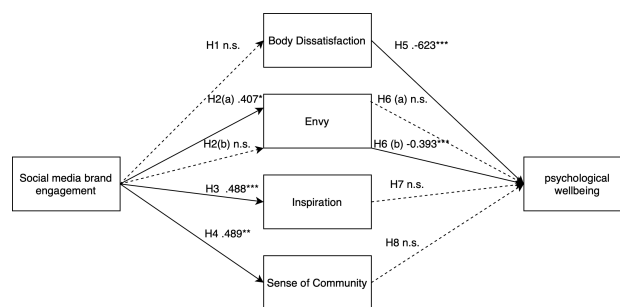 Body Dissatisfaction
H1 n.s.
H5 .-623***
H2(a) .407*
H6 (a) n.s.
Envy
H2(b) n.s.
H6 (b) -0.393***
Social media brand
engagement
psychological
wellbeing
H3 .488***
Inspiration
H7 n.s.
H4 .489**
H8 n.s.
Sense of Community